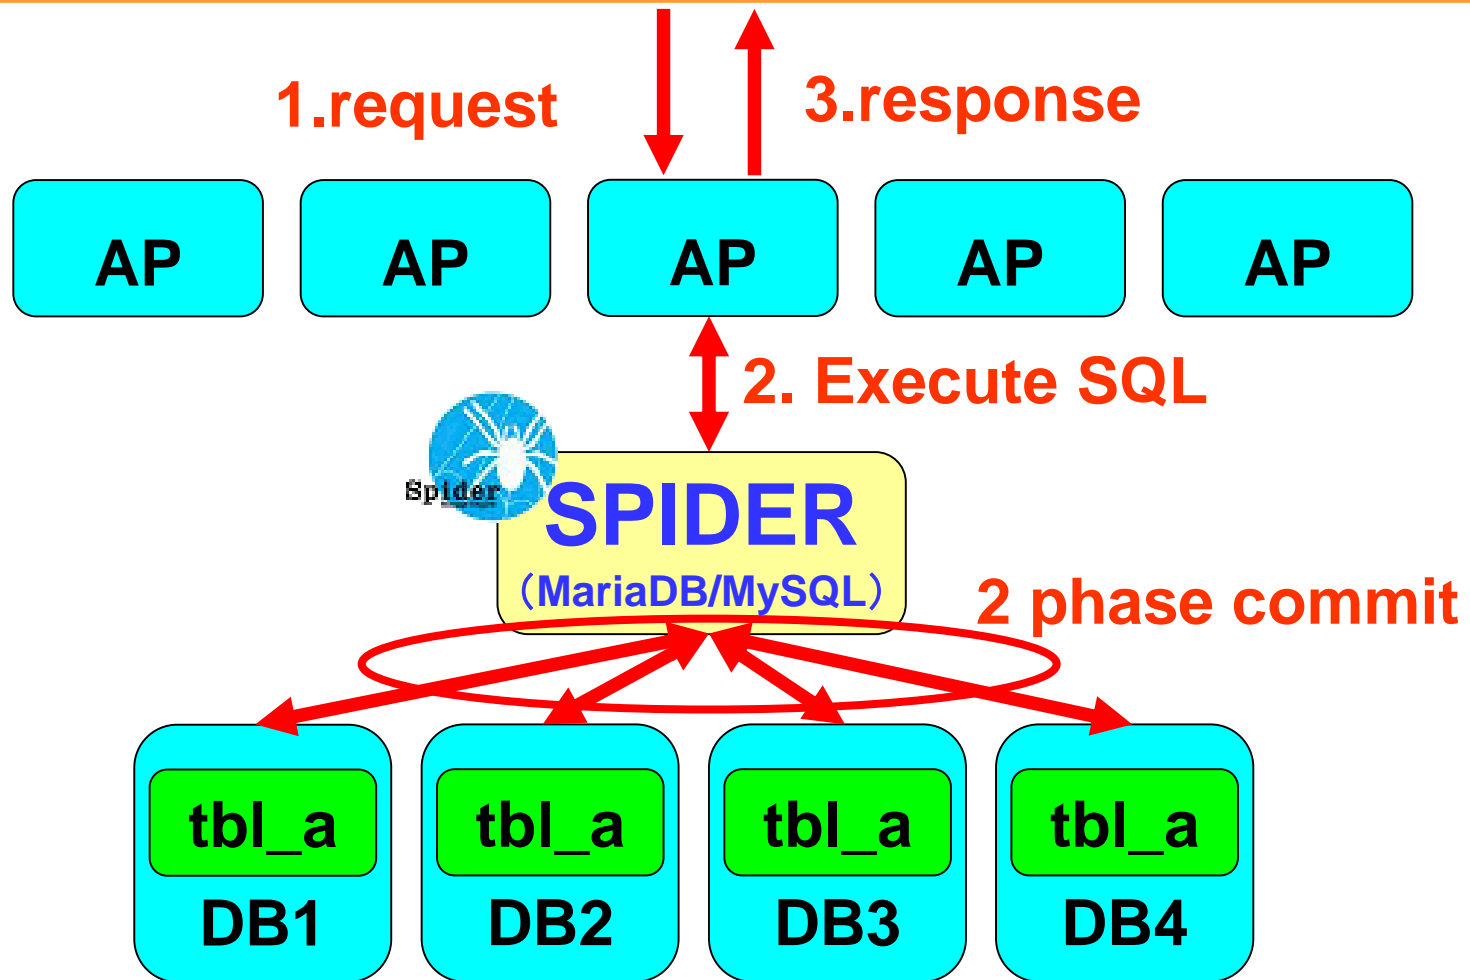 1.request
3.response
AP
AP
AP
AP
AP
2. Execute SQL
Spider
SPIDER
（MariaDB/MySQL）
2 phase commit
tbl_a
tbl_a
tbl_a
tbl_a
DB1
DB2
DB3
DB4